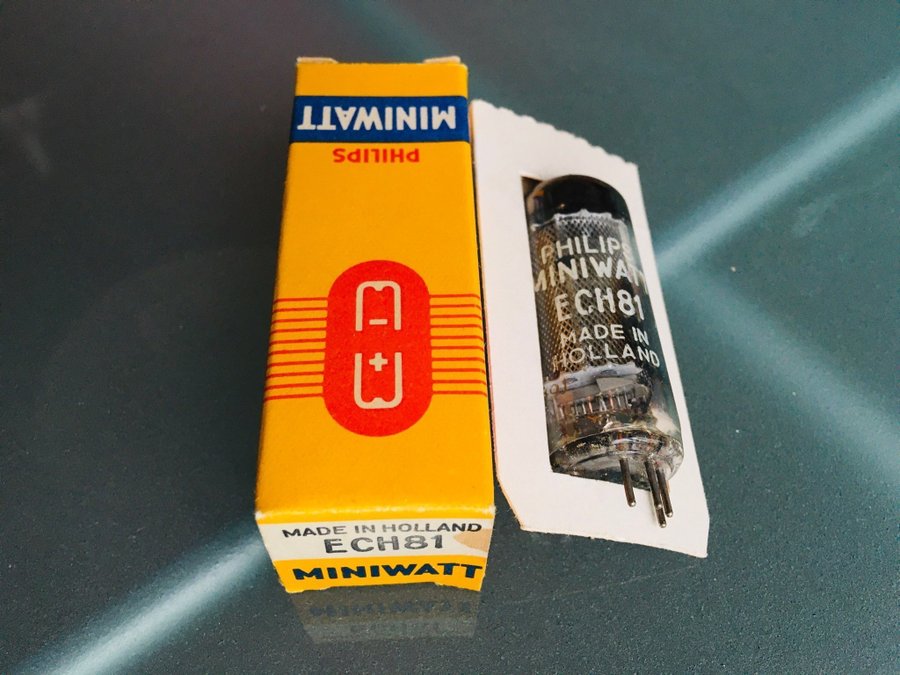 MINIWATT
PHILIPS
MADE IN HOLLAND
ECH81
MINIWATT
PHILIPS
MINIWATT
ECH81
MADE IN
HOLLAND